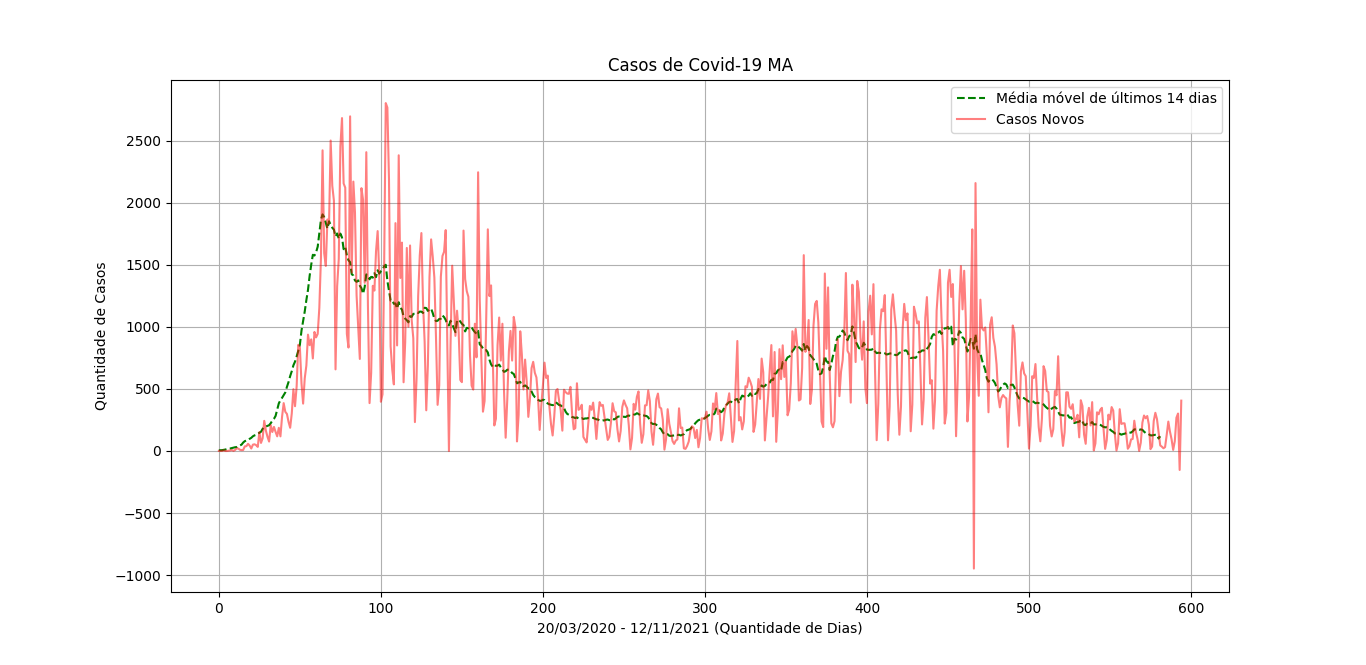 Casos de Covid-19 MA
Média móvel de últimos 14 dias
Casos Novos
Quantidade de Casos
2500
2000
1500
1000
500
0
−500
−1000
0 100 200 300 400 500 600
20/03/2020 - 12/11/2021 (Quantidade de Dias)